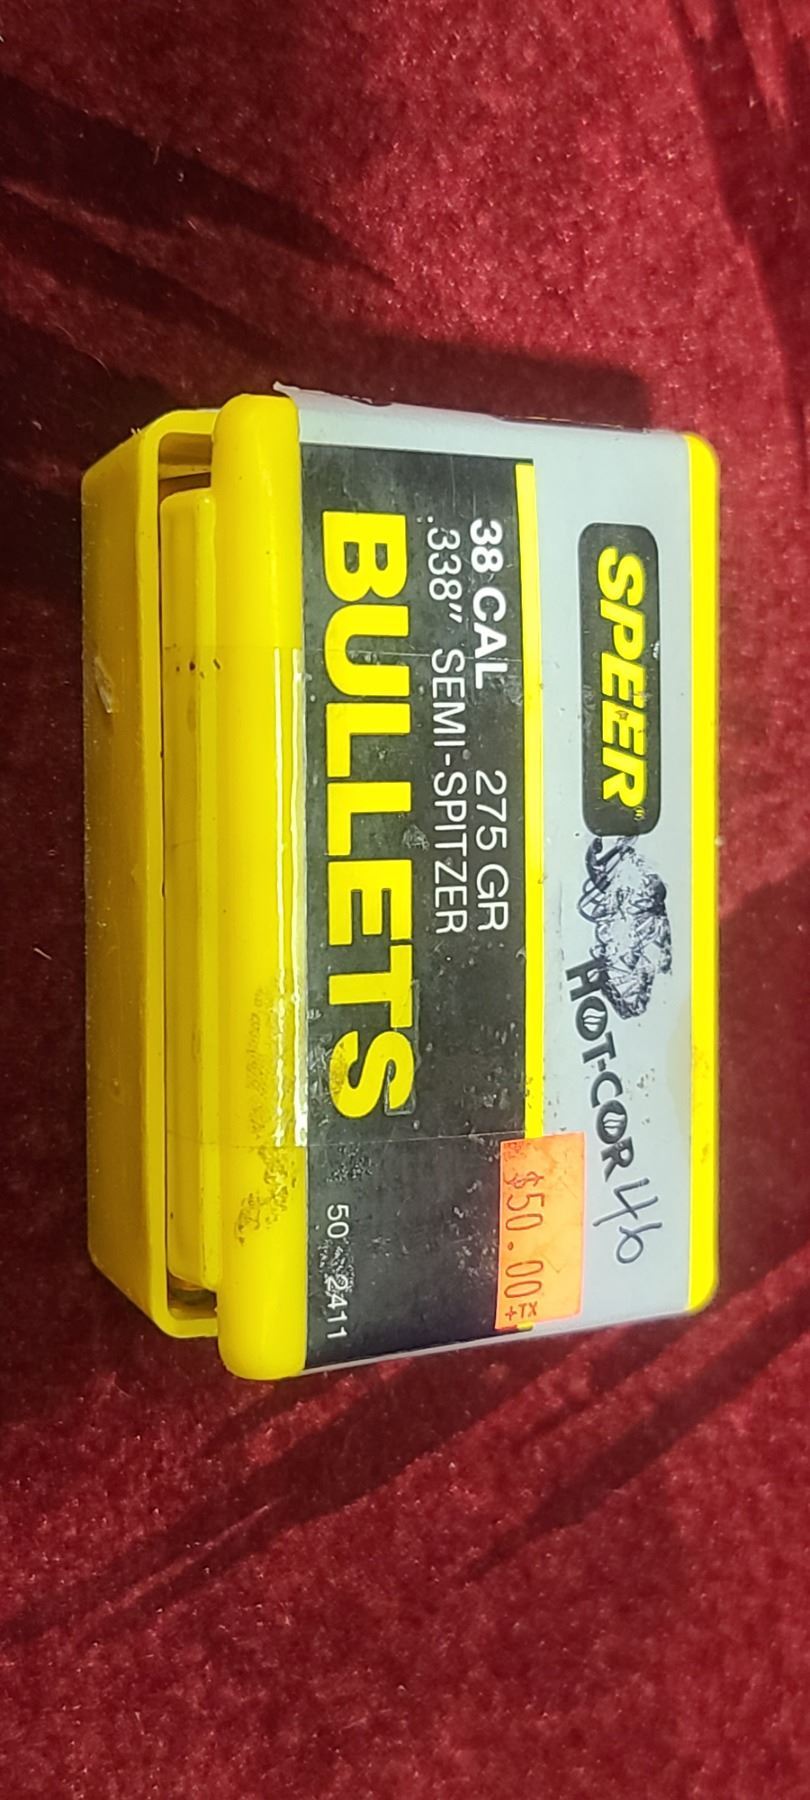 SPEER
HOT-COR 46
38 CAL 275 GR
.338" SEMI-SPITZER
BULLETS
50 2411
$50.00
+TX